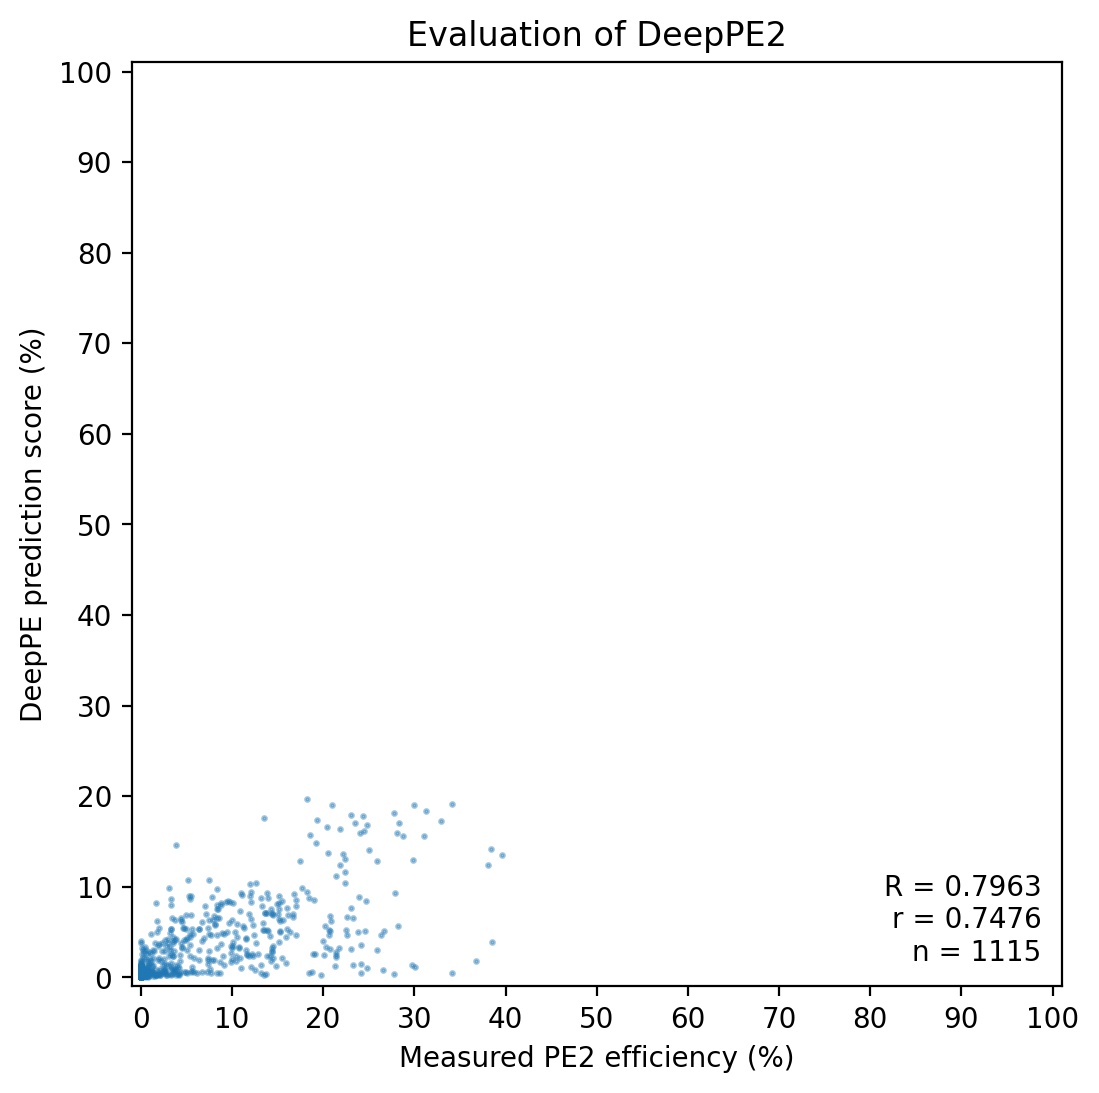 Evaluation of DeepPE2
100
90
80
70
60
50
40
30
20
10
0
DeepPE prediction score (%)
R = 0.7963
r = 0.7476
n = 1115
0 10 20 30 40 50 60 70 80 90 100
Measured PE2 efficiency (%)